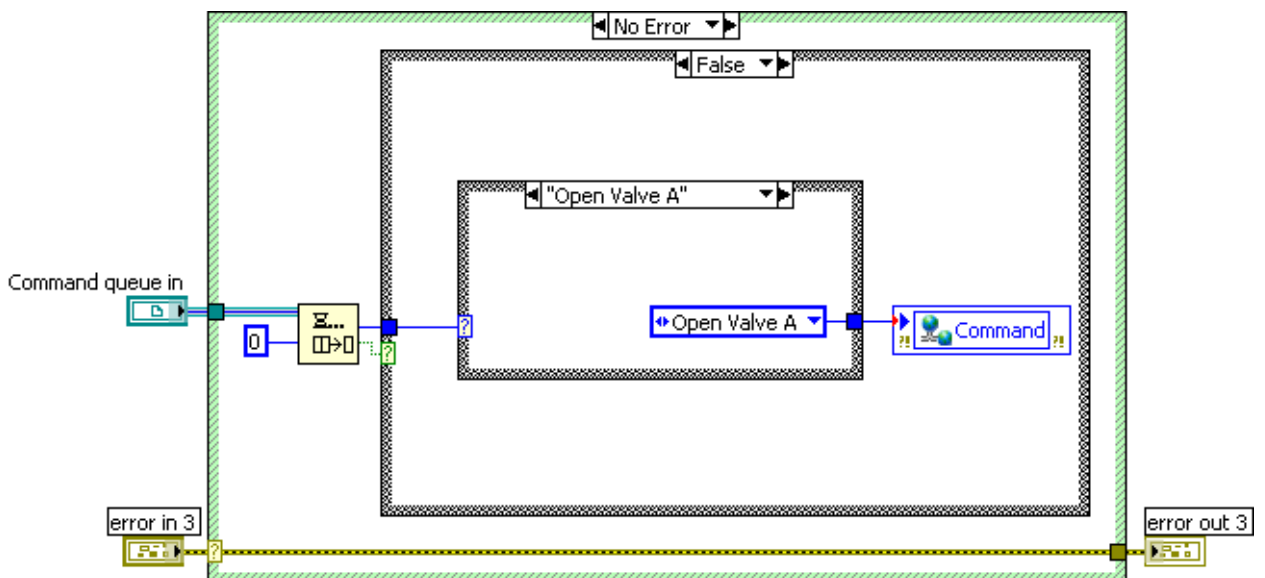 No Error
False
"Open Valve A"
Command queue in
0
Open Valve A
Command
error in 3
error out 3